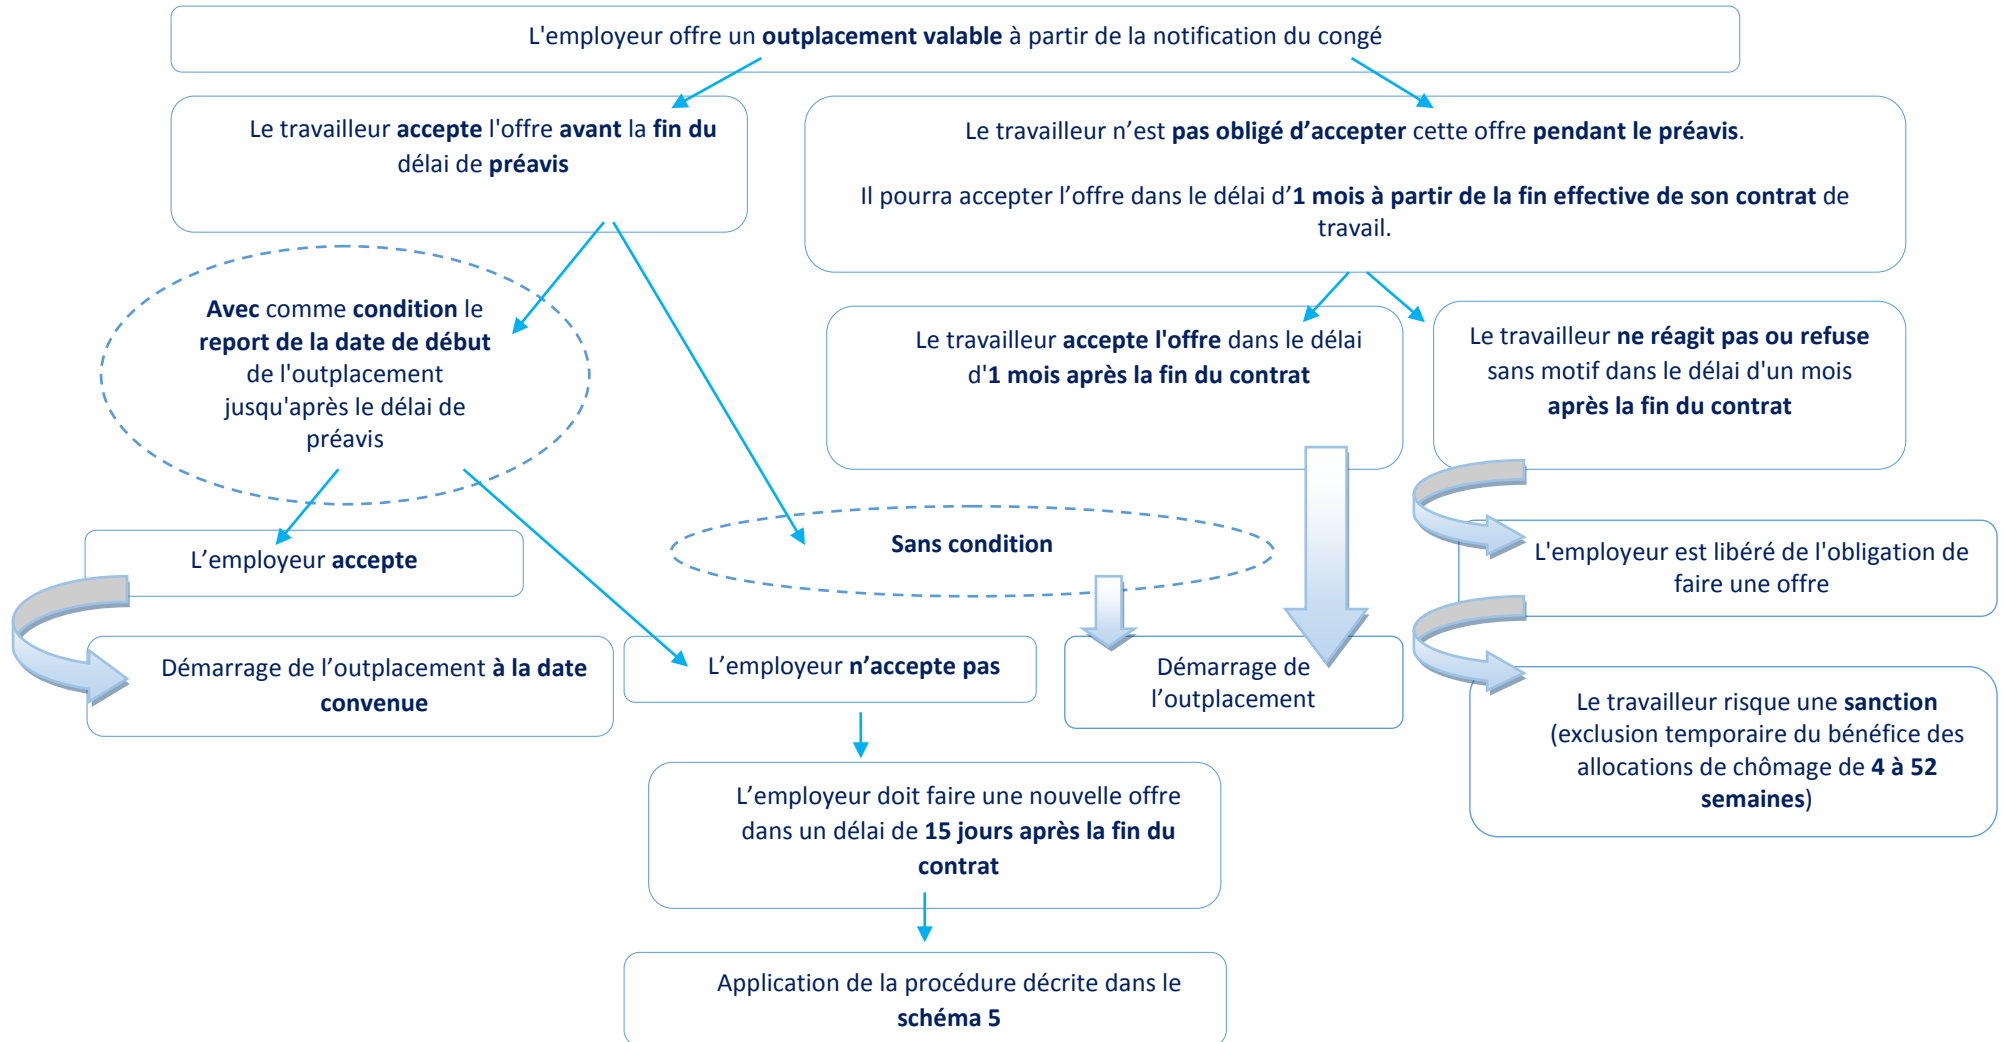 L'employeur offre un outplacement valable à partir de la notification du congé
Le travailleur accepte l'offre avant la fin du
délai de préavis
Le travailleur n’est pas obligé d’accepter cette offre pendant le préavis.
Il pourra accepter l’offre dans le délai d’1 mois à partir de la fin effective de son contrat de
travail.
Avec comme condition le
report de la date de début
de l'outplacement
jusqu'après le délai de
préavis
Le travailleur accepte l'offre dans le délai
d'1 mois après la fin du contrat
Le travailleur ne réagit pas ou refuse
sans motif dans le délai d'un mois
après la fin du contrat
L’employeur accepte
Sans condition
L'employeur est libéré de l'obligation de
faire une offre
Démarrage de l’outplacement à la date
convenue
L’employeur n’accepte pas
Démarrage de
l’outplacement
Le travailleur risque une sanction
(exclusion temporaire du bénéfice des
allocations de chômage de 4 à 52
semaines)
L’employeur doit faire une nouvelle offre
dans un délai de 15 jours après la fin du
contrat
Application de la procédure décrite dans le
schéma 5